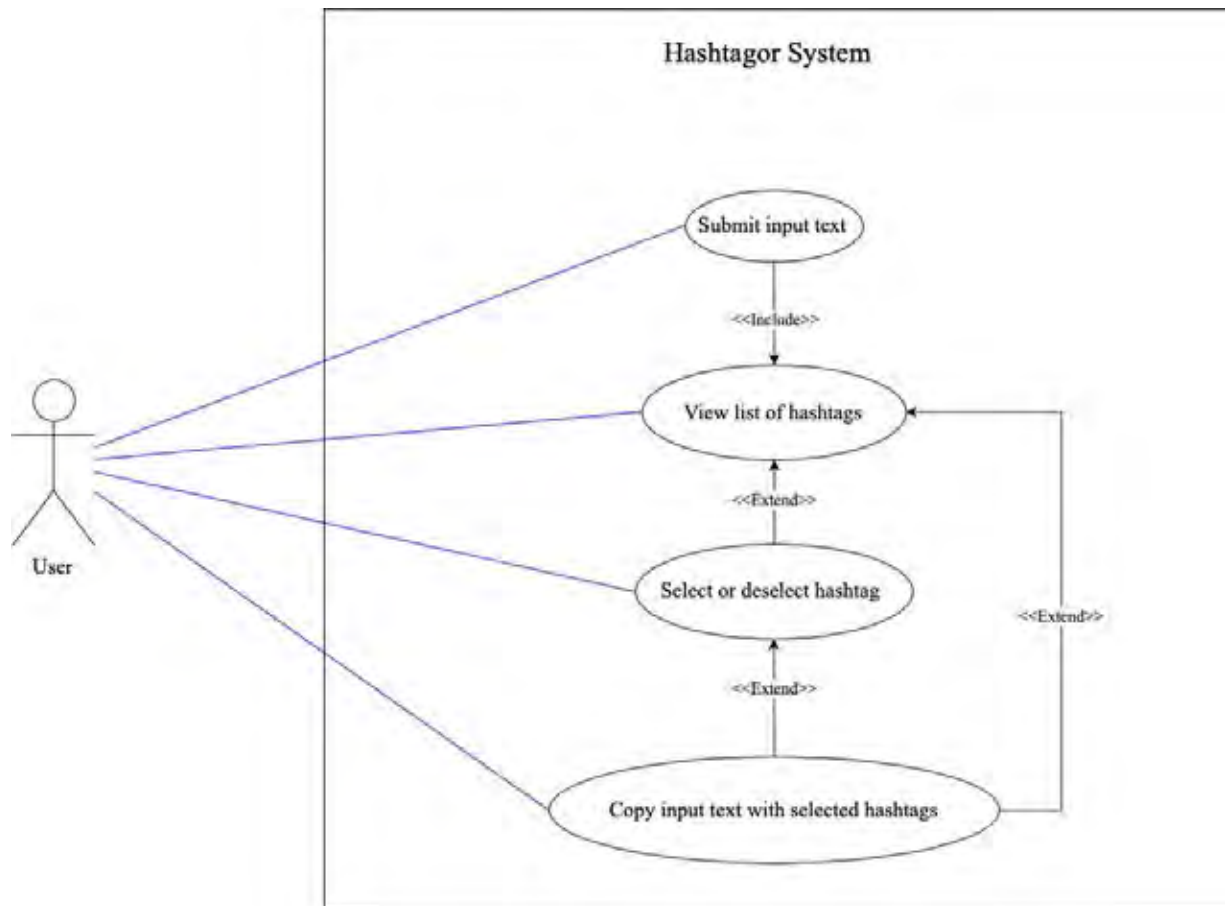 Hashtagor System
Submit input text
<<Include>>
View list of hashtags
<<Extend>>
User
Select or deselect hashtag
<<Extend>>
<<Extend>>
Copy input text with selected hashtags